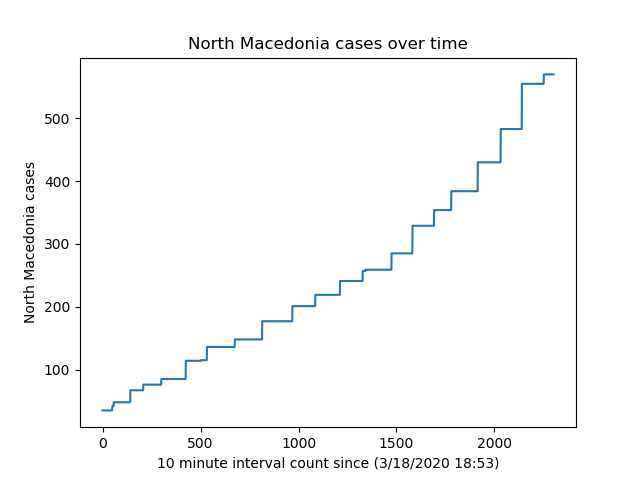 North Macedonia cases over time
North Macedonia cases
500
400
300
200
100
0 500 1000 1500 2000
10 minute interval count since (3/18/2020 18:53)